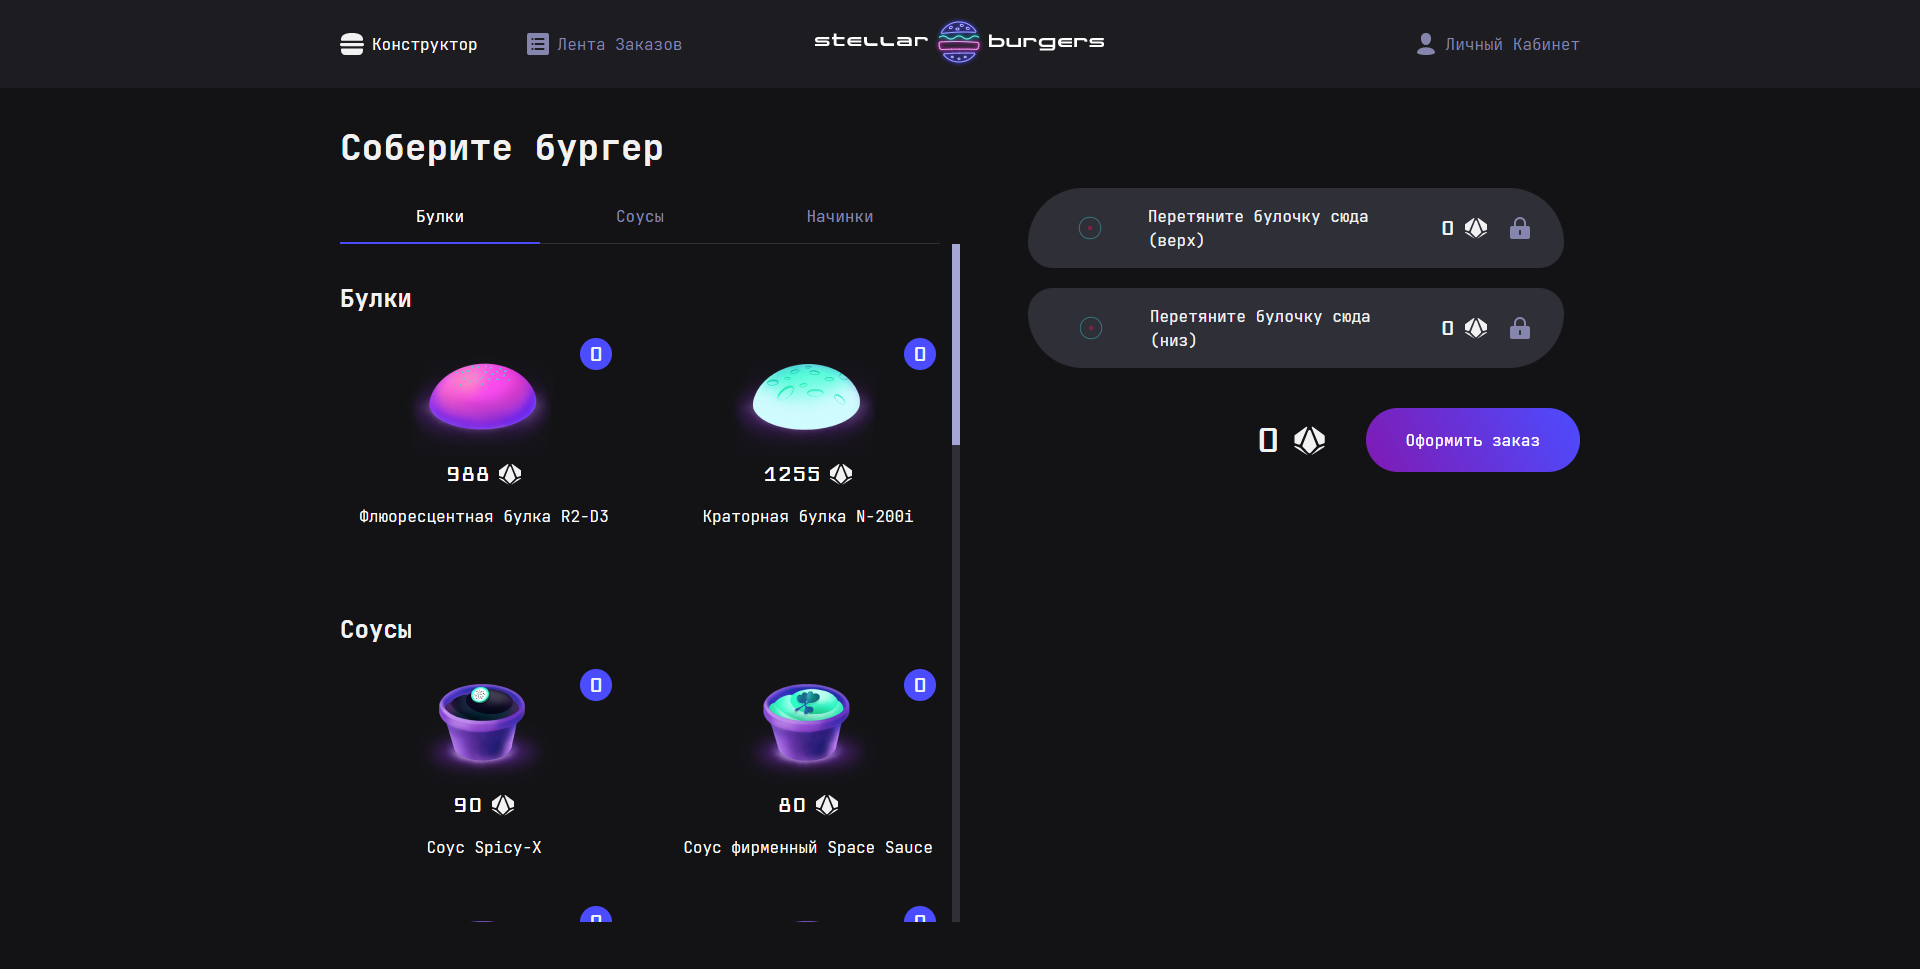 Конструктор
Лента Заказов
stellar burgers
Личный Кабинет
Соберите бургер
Булки
Соусы
Начинки
Булки
0
0
988
1255
Флюоресцентная булка R2-D3
Краторная булка N-200i
Соусы
0
0
90
80
Соус Spicy-X
Соус фирменный Space Sauce
0
0
Перетяните булочку сюда
(верх)
0
Перетяните булочку сюда
(низ)
0
0
Оформить заказ